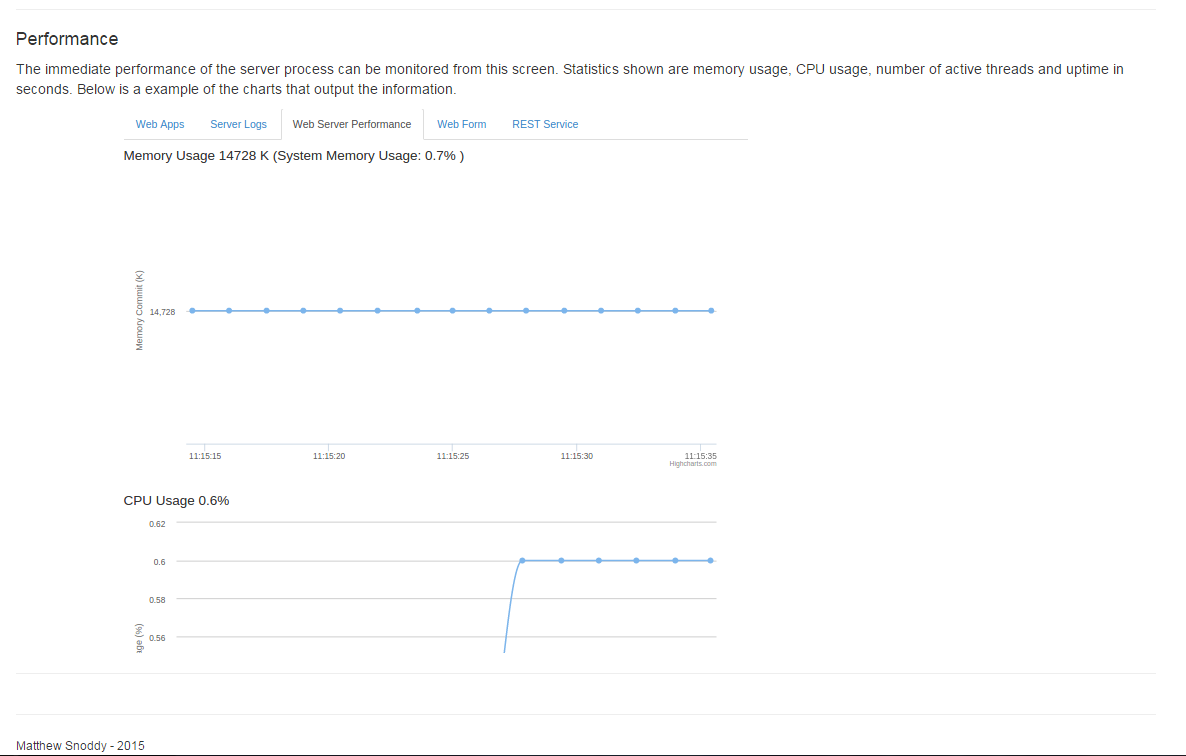 Performance
The immediate performance of the server process can be monitored from this screen. Statistics shown are memory usage, CPU usage, number of active threads and uptime in
seconds. Below is a example of the charts that output the information.
Web Apps Server Logs Web Server Performance Web Form REST Service
Memory Usage 14728 K (System Memory Usage: 0.7% )
Memory Commit (K)
14,728
11:15:15 11:15:20 11:15:25 11:15:30 11:15:35
Highcharts.com
CPU Usage 0.6%
0.62
0.6
0.58
0.56
(%)
Matthew Snoddy - 2015